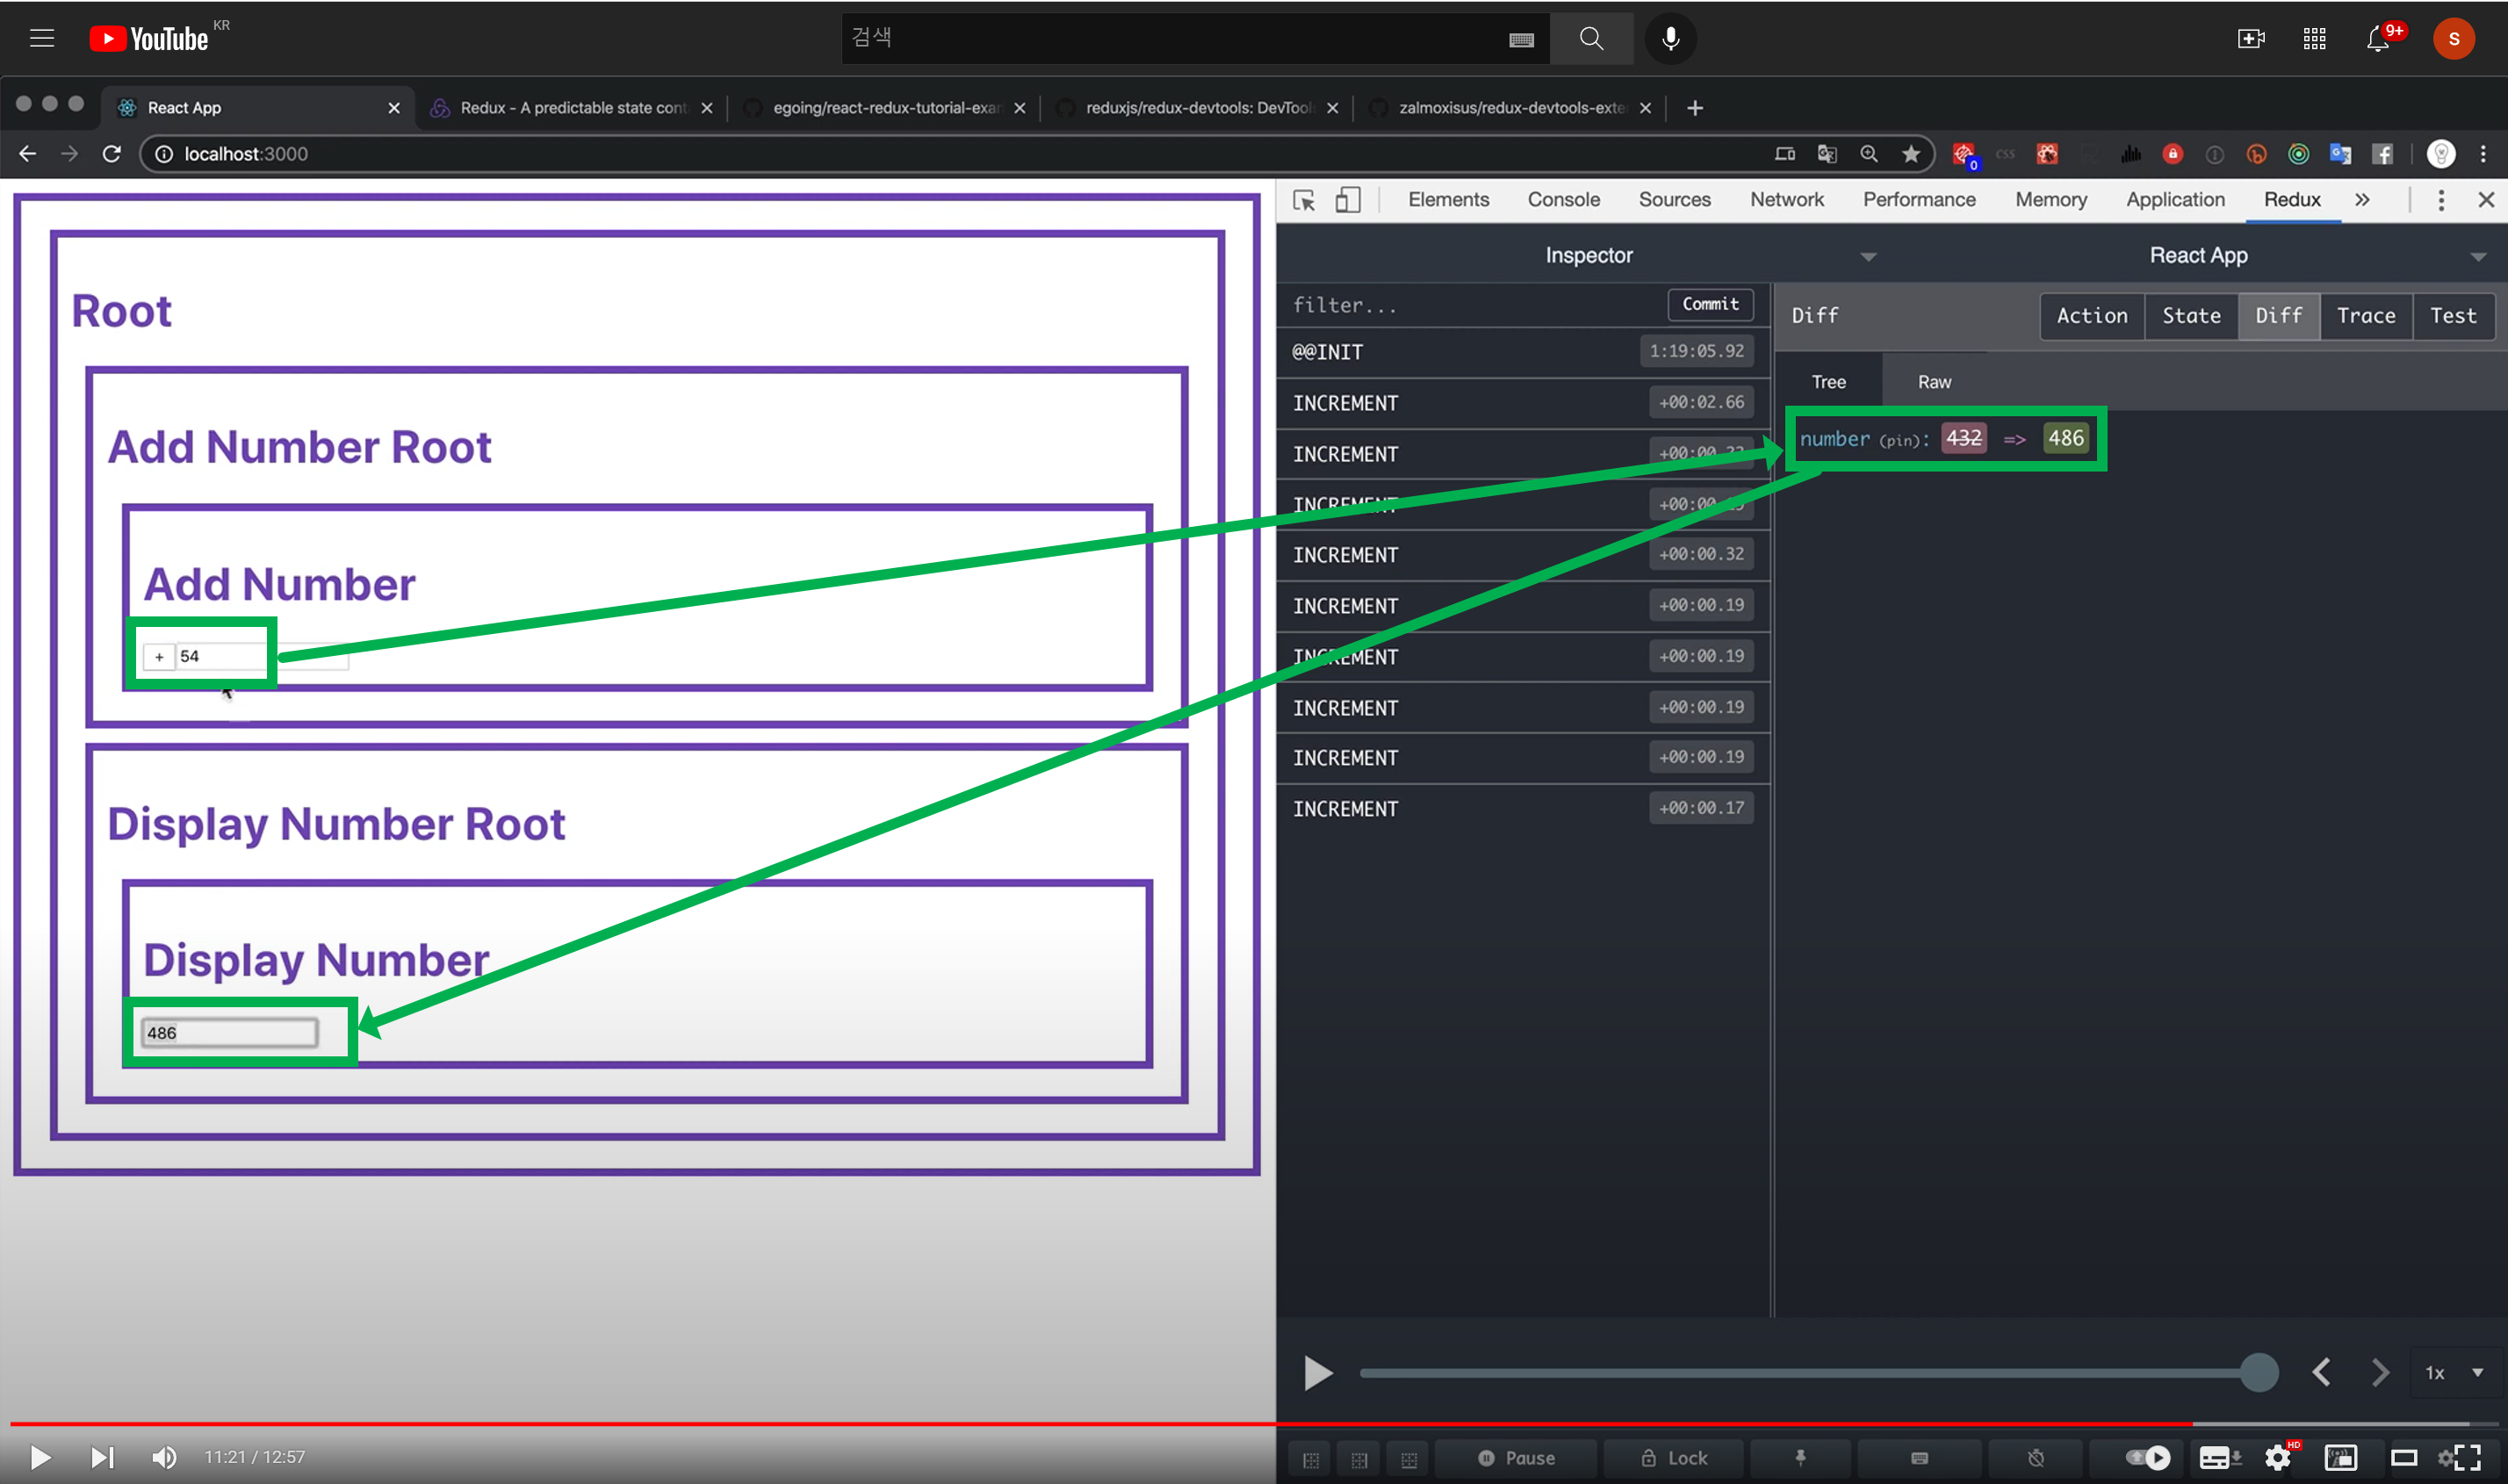 YouTube KR
검색
9+
S
React App
Redux - A predictable state cont
egoing/react-redux-tutorial-exam
reduxjs/redux-devtools: DevTools
zalmoxisus/redux-devtools-exte
localhost:3000
0
css
Elements Console Sources Network Performance Memory Application Redux
Inspector
React App
filter...
Commit
Diff
Action State Diff Trace Test
@@INIT 1:19:05.92
Tree Raw
INCREMENT +00:02.66
number (pin): 432 => 486
INCREMENT
INCREMENT
INCREMENT +00:00.32
INCREMENT +00:00.19
INCREMENT +00:00.19
INCREMENT +00:00.19
INCREMENT +00:00.19
INCREMENT +00:00.17
Root
Add Number Root
Add Number
+ 54
Display Number Root
Display Number
486
1x
11:21 / 12:57
Pause
Lock
HD